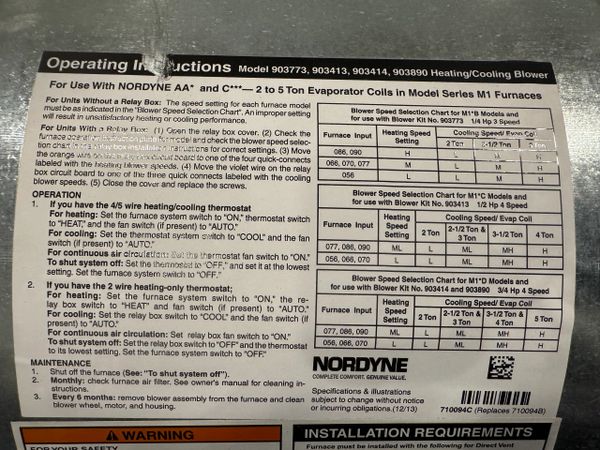 Operating Instructions Model 903773, 903413, 903414, 903890 Heating/Cooling Blower
For Use With NORDYNE AA* and C***— 2 to 5 Ton Evaporator Coils in Model Series M1 Furnaces
For Units Without a Relay Box: The speed setting for each furnace model
must be as indicated in the "Blower Speed Selection Chart". An improper setting
will result in unsatisfactory heating or cooling performance.
For Units With a Relay Box: (1) Open the relay box cover. (2) Check the
furnace model and check the blower speed selec-
tion chart instructions for correct settings. (3) Move
the orange wire on circuit board to one of the four quick-connects
labeled with the heating blower speeds. (4) Move the violet wire on the relay
box circuit board to one of the three quick connects labeled with the cooling
blower speeds. (5) Close the cover and replace the screws.
OPERATION
1. If you have the 4/5 wire heating/cooling thermostat
For heating: Set the furnace system switch to "ON," thermostat switch
to "HEAT," and the fan switch (if present) to "AUTO."
For cooling: Set thermostat system switch to "COOL" and the fan switch
(if present) to "AUTO."
For continuous air circulation: Set the thermostat fan switch to "ON."
To shut system off: Set the thermostat to "OFF," and set it at the lowest
setting. Set the furnace system switch to "OFF."
2. If you have the 2 wire heating-only thermostat;
For heating: Set the furnace system switch to "ON," the re-
lay box switch to "HEAT" and fan switch (if present) to "AUTO."
For cooling: Set the relay box switch to "COOL" and the fan switch (if
present) to "AUTO."
For continuous air circulation: Set relay box fan switch to "ON."
To shut system off: Set the relay box switch to "OFF" and the thermostat
to its lowest setting. Set the furnace system switch to "OFF."
MAINTENANCE
1. Shut off the furnace (See: "To shut system off").
2. Monthly: check furnace air filter. See owner's manual for cleaning in-
structions.
3. Every 6 months: remove blower assembly from the furnace and clean
blower wheel, motor, and housing.
Blower Speed Selection Chart for M1*B Models and
for use with Blower Kit No. 903773 1/4 Hp 3 Speed
Furnace Input Heating Speed Setting Cooling Speed/ Evap Coil
2 Ton 2-1/2 Ton 3 Ton
086, 090 H L M H
066, 070, 077 M L M H
056 L L M H
Blower Speed Selection Chart for M1*C Models and
for use with Blower Kit No. 903413 1/2 Hp 4 Speed
Furnace Input Heating Speed Setting Cooling Speed/ Evap Coil
2 Ton 2-1/2 Ton & 3 Ton 3-1/2 Ton 4 Ton
077, 086, 090 ML L ML MH H
056, 066, 070 L L ML MH H
Blower Speed Selection Chart for M1*D Models and
for use with Blower Kit No. 903414 and 903890 3/4 Hp 4 Speed
Furnace Input Heating Speed Setting Cooling Speed/ Evap Coil
2 Ton 2-1/2 Ton & 3 Ton 3-1/2 Ton & 4 Ton 5 Ton
077, 086, 090 ML L ML MH H
056, 066, 070 L L ML MH H
NORDYNE
COMPLETE COMFORT. GENUINE VALUE.
Specifications & illustrations
subject to change without notice
or incurring obligations.(12/13)
710094C (Replaces 710094B)
WARNING
FOR YOUR SAFETY
INSTALLATION REQUIREMENTS
Furnace must be installed with the following for Direct Vent